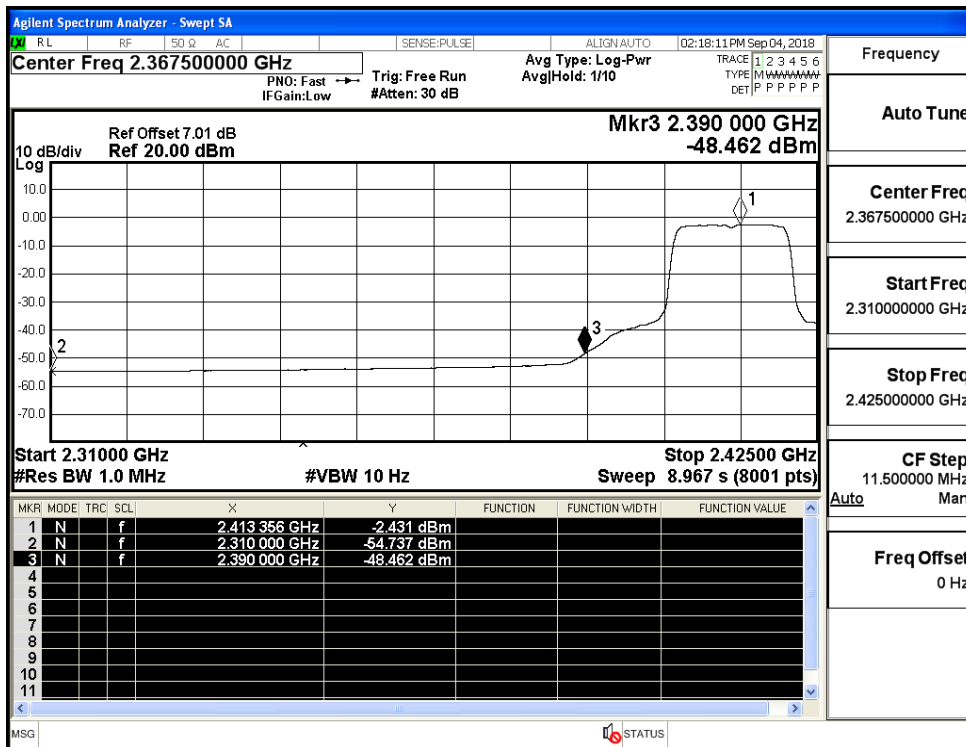 Agilent Spectrum Analyzer - Swept SA
LXI RL RF 50 Ω AC SENSE:PULSE ALIGN AUTO 02:18:11 PM Sep 04, 2018
Center Freq 2.367500000 GHz
PNO: Fast
IFGain:Low
Trig: Free Run
#Atten: 30 dB
Avg Type: Log-Pwr
Avg|Hold: 1/10
TRACE 1 2 3 4 5 6
TYPE M WWWWW
DET P P P P P P
Ref Offset 7.01 dB
10 dB/div Ref 20.00 dBm
Log
Mkr3 2.390 000 GHz
-48.462 dBm
10.0
0.00
-10.0
-20.0
-30.0
-40.0
-50.0
-60.0
-70.0
1
2
3
Start 2.31000 GHz Stop 2.42500 GHz
#Res BW 1.0 MHz #VBW 10 Hz Sweep 8.967 s (8001 pts)
MKR MODE TRC SCL X Y FUNCTION FUNCTION WIDTH FUNCTION VALUE
1 N f 2.413 356 GHz -2.431 dBm
2 N f 2.310 000 GHz -54.737 dBm
3 N f 2.390 000 GHz -48.462 dBm
4
5
6
7
8
9
10
11
MSG STATUS
Frequency
Auto Tune
Center Freq
2.367500000 GHz
Start Freq
2.310000000 GHz
Stop Freq
2.425000000 GHz
CF Step
11.500000 MHz
Auto Man
Freq Offset
0 Hz